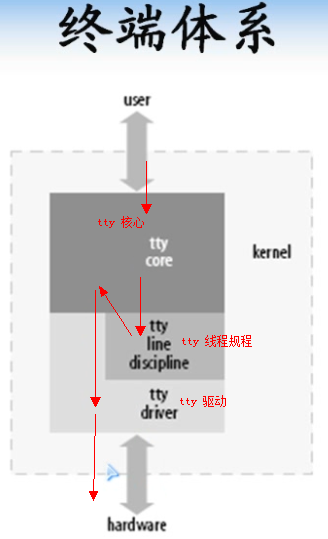 终端体系
user
tty 核心
tty
core
kernel
tty
line
discipline
tty 线程规程
tty
driver
tty 驱动
hardware